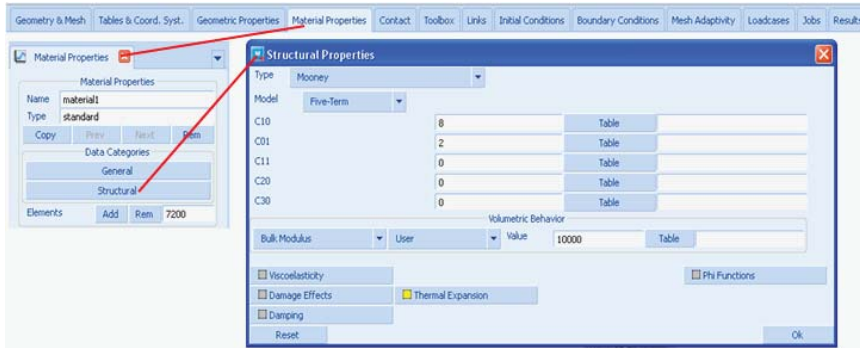 Geometry & Mesh Tables & Coord. Syst. Geometric Properties Material Properties Contact Toolbox Links Initial Conditions Boundary Conditions Mesh Adaptivity Loadcases Jobs Results
Material Properties
Material Properties
Name material1
Type standard
Copy Prev Next Rem
Data Categories
General
Structural
Elements Add Rem 7200
Structural Properties
Type Mooney
Model Five-Term
C10 8 Table
C01 2 Table
C11 0 Table
C20 0 Table
C30 0 Table
Volumetric Behavior
Bulk Modulus User Value 10000 Table
Viscoelasticity Phi Functions
Damage Effects Thermal Expansion
Damping
Reset Ok